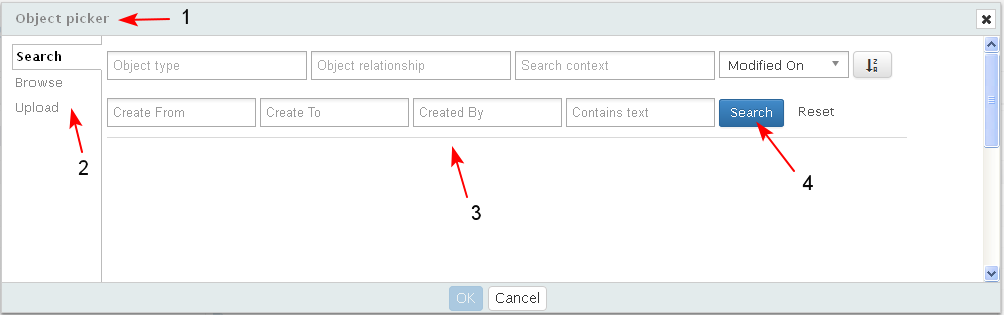 Object picker 1
Search
Browse
Upload
2
Object type Object relationship Search context Modified On Z A
Create From Create To Created By Contains text Search Reset
3
4
OK Cancel